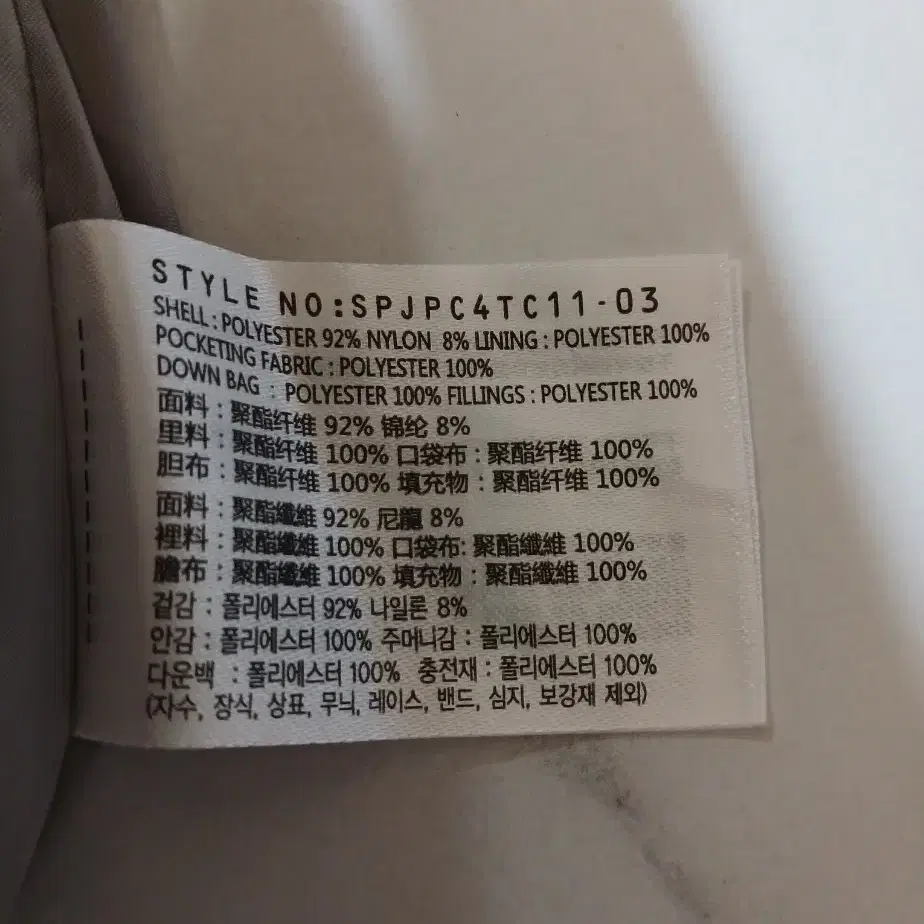 STYLE NO:SPJPC4TC11-03
SHELL : POLYESTER 92% NYLON 8% LINING : POLYESTER 100%
POCKETING FABRIC : POLYESTER 100%
DOWN BAG : POLYESTER 100% FILLINGS : POLYESTER 100%
面料 : 聚酯纤维 92% 锦纶 8%
里料 : 聚酯纤维 100% 口袋布 : 聚酯纤维 100%
胆布 : 聚酯纤维 100% 填充物 : 聚酯纤维 100%
面料 : 聚酯纖維 92% 尼龍 8%
裡料 : 聚酯纖維 100% 口袋布: 聚酯纖維 100%
膽布 : 聚酯纖維 100% 填充物 : 聚酯纖維 100%
겉감 : 폴리에스터 92% 나일론 8%
안감 : 폴리에스터 100% 주머니감 : 폴리에스터 100%
다운백 : 폴리에스터 100% 충전재 : 폴리에스터 100%
(자수, 장식, 상표, 무늬, 레이스, 밴드, 심지, 보강재 제외)